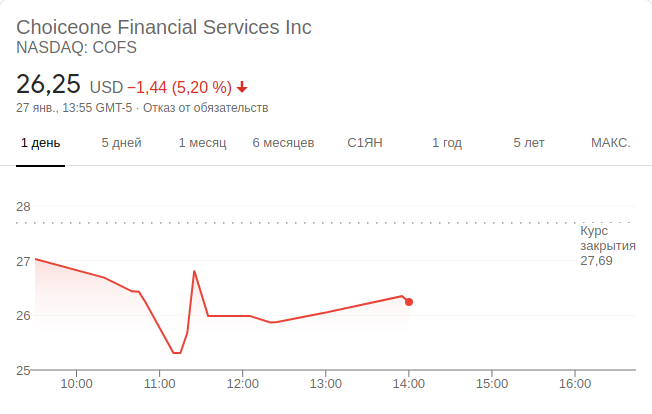 Choiceone Financial Services Inc
NASDAQ: COFS
26,25 USD −1,44 (5,20 %)
27 янв., 13:55 GMT-5 · Отказ от обязательств
1 день 5 дней 1 месяц 6 месяцев С1ЯН 1 год 5 лет МАКС.
28
Курс
закрытия
27,69
27
26
25
10:00 11:00 12:00 13:00 14:00 15:00 16:00